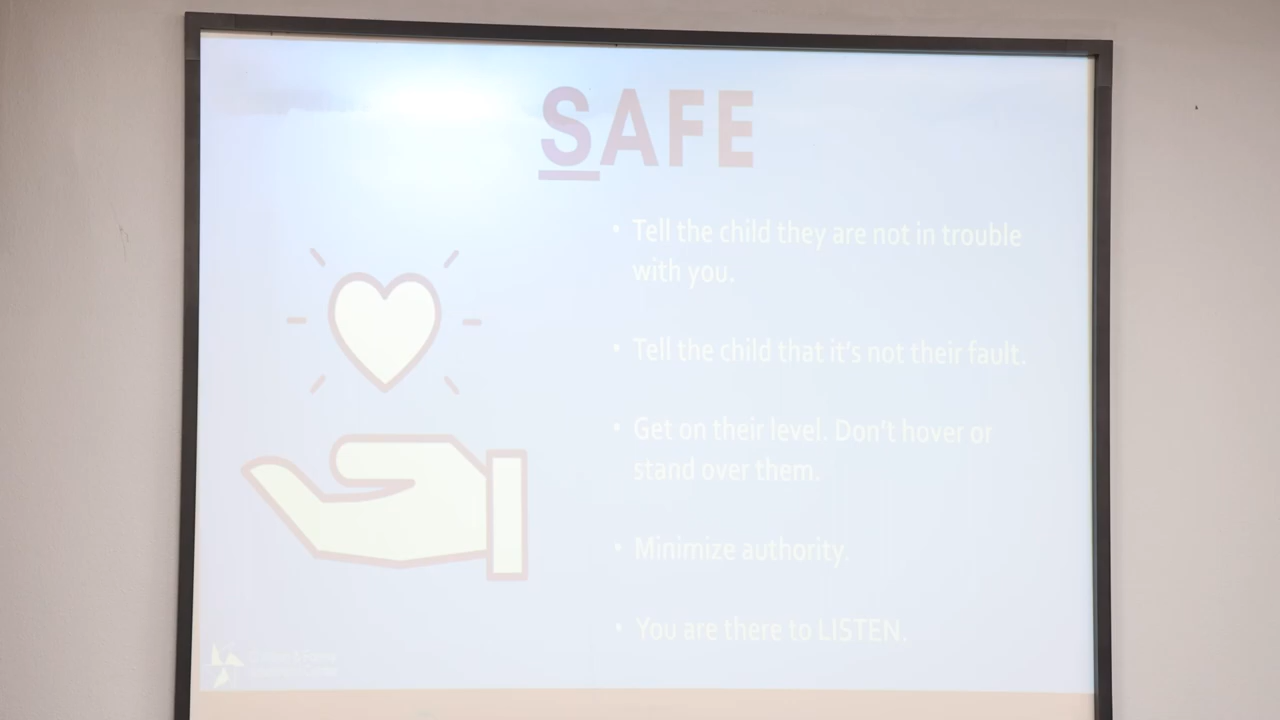 SAFE
• Tell the child they are not in trouble
with you.
• Tell the child that it's not their fault.
• Get on their level. Don't hover or
stand over them.
• Minimize authority.
• You are there to LISTEN.